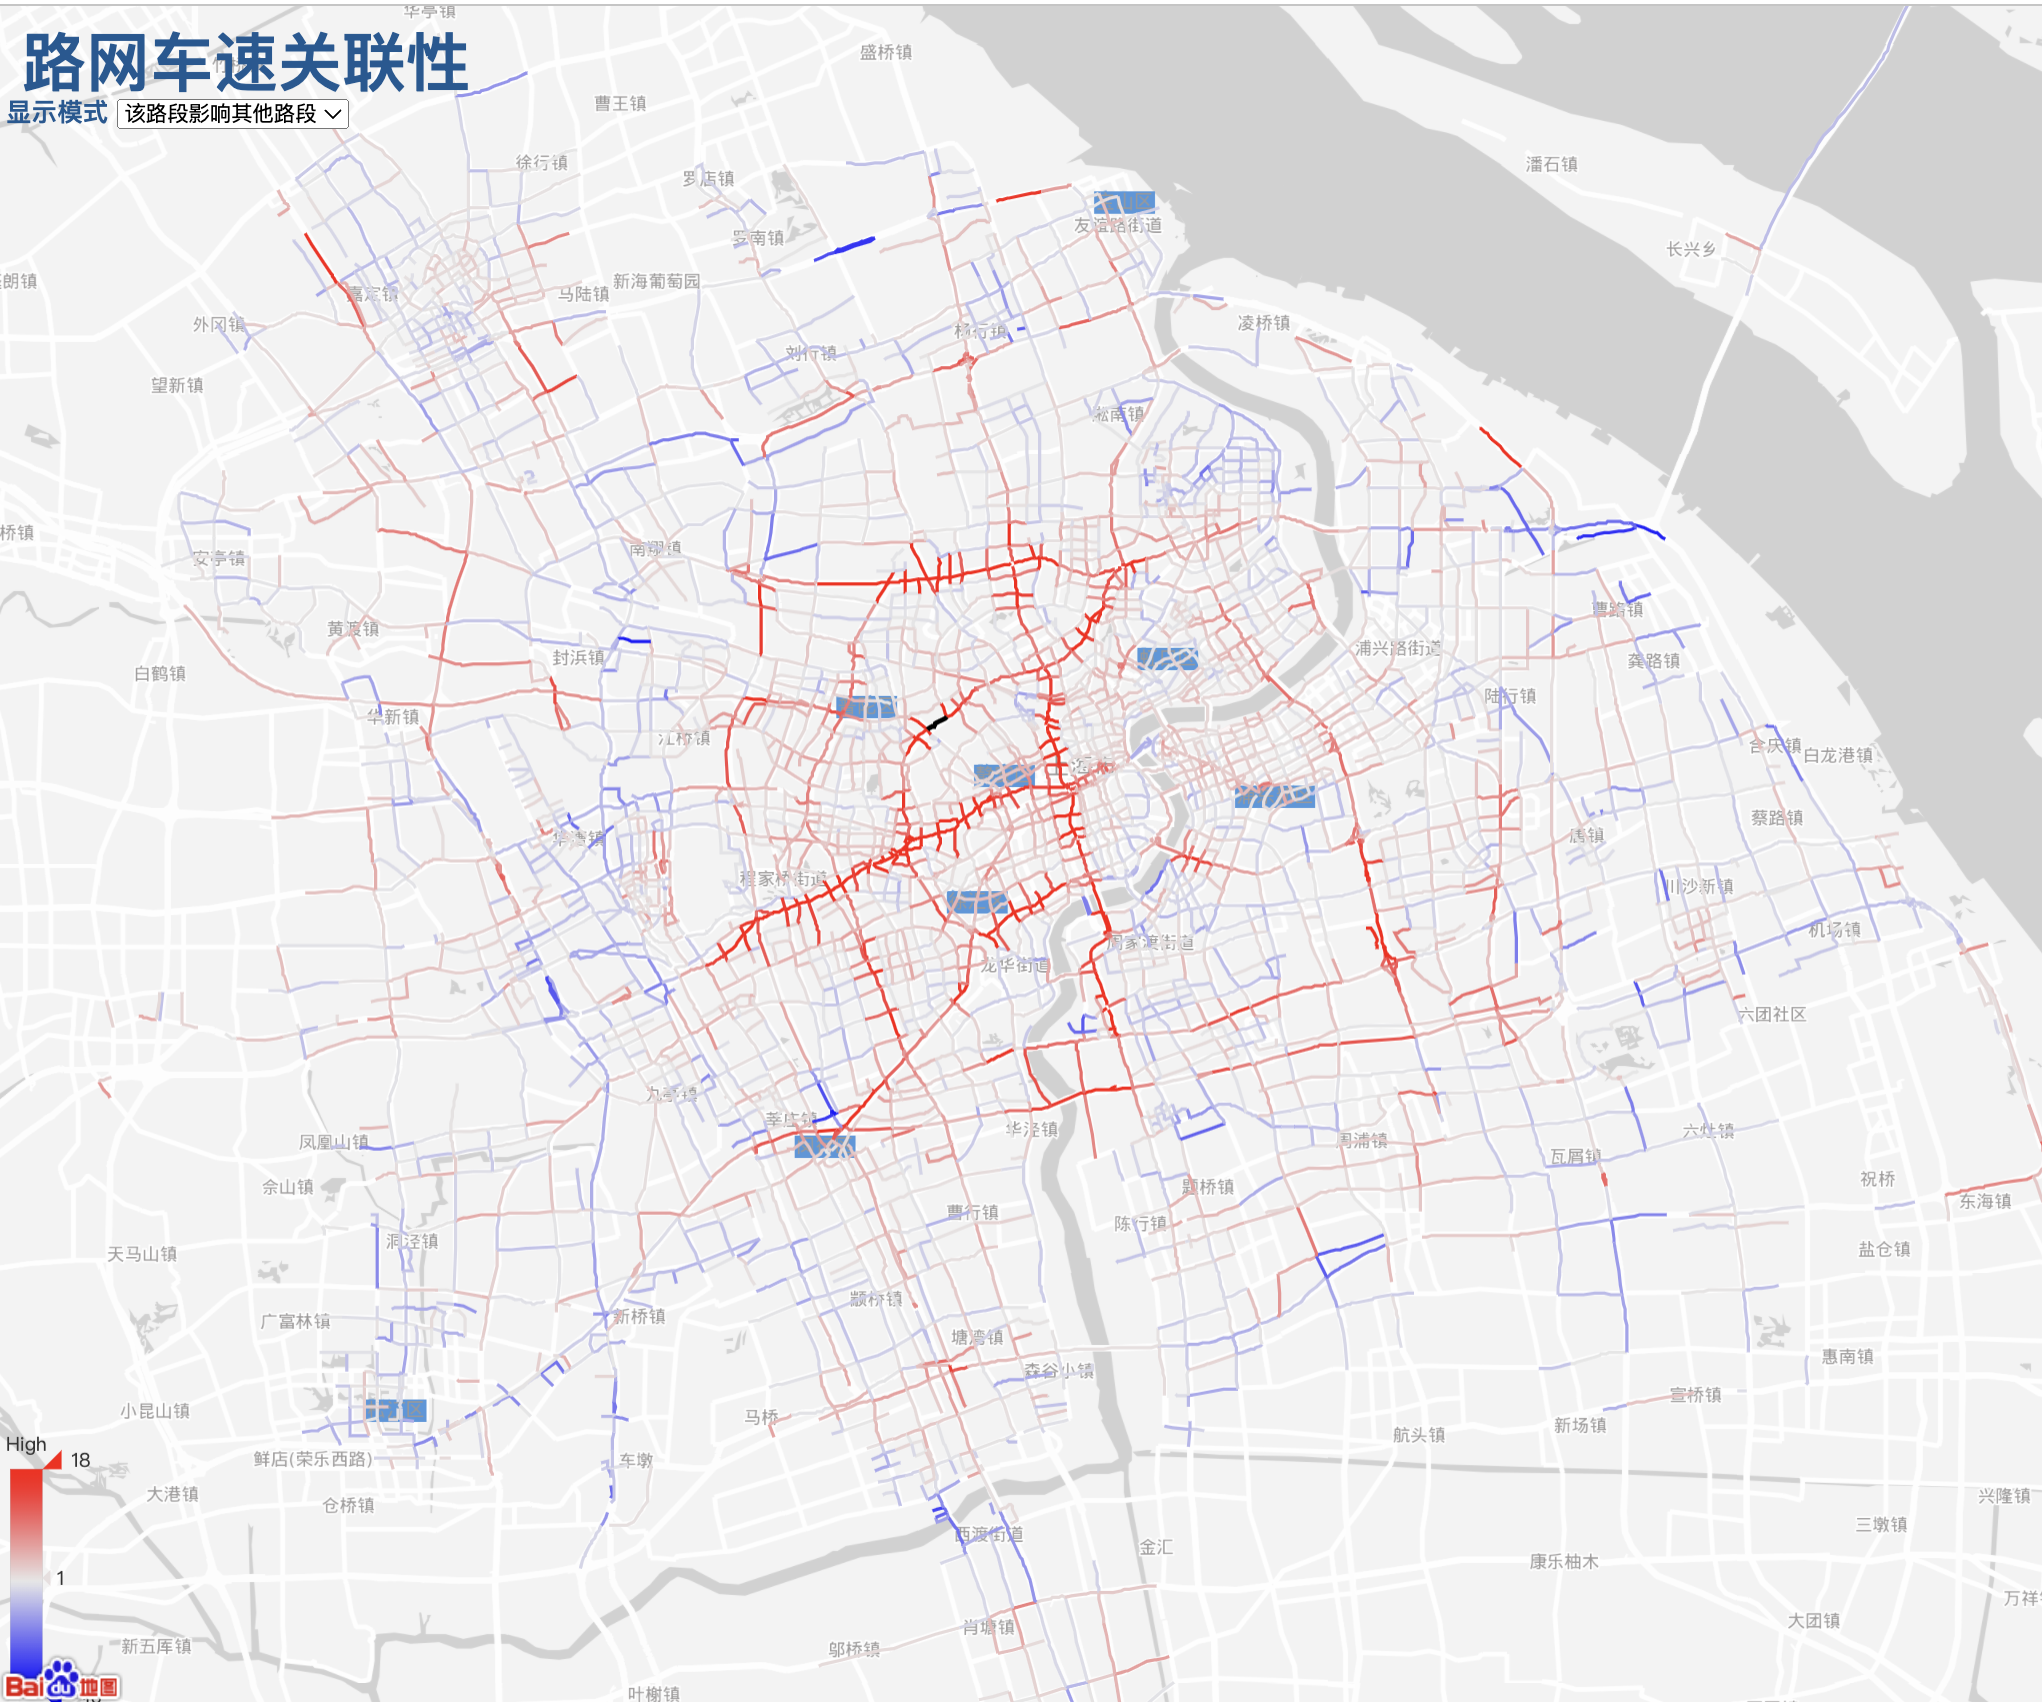 华亭镇
路网车速关联性
盛桥镇
显示模式 该路段影响其他路段
曹王镇
徐行镇
罗店镇
潘石镇
友谊路街道
罗南镇
长兴乡
朗镇
新海葡萄园
嘉定镇
马陆镇
外冈镇
凌桥镇
杨行镇
刘行镇
望新镇
淞南镇
桥镇
南翔镇
安亭镇
曹路镇
黄渡镇
浦兴路街道
封浜镇
龚路镇
白鹤镇
陆行镇
华新镇
江桥镇
合庆镇
白龙港镇
上海
蔡路镇
唐镇
华漕镇
程家桥街道
川沙新镇
机场镇
周家渡街道
龙华街道
六团社区
九亭镇
莘庄镇
华泾镇
六灶镇
凤凰山镇
周浦镇
瓦屑镇
佘山镇
题桥镇
祝桥
东海镇
曹行镇
陈行镇
洞泾镇
天马山镇
盐仓镇
颛桥镇
广富林镇
新桥镇
塘湾镇
惠南镇
森谷小镇
宣桥镇
小昆山镇
马桥
新场镇
航头镇
High
18
鲜店(荣乐西路)
车墩
大港镇
仓桥镇
兴隆镇
三墩镇
西渡街道
金汇
康乐柚木
1
万祥
大团镇
肖塘镇
新五厍镇
邬桥镇
Bai du 地图
叶榭镇